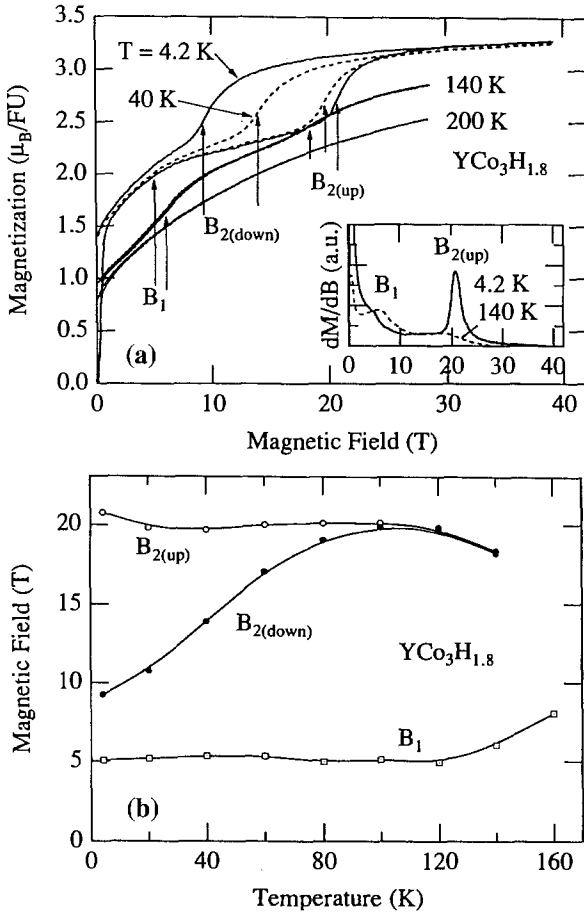 3.5
3.0
2.5
2.0
1.5
1.0
0.5
0.0
Magnetization (μB/FU)
T = 4.2 K
40 K
140 K
200 K
YCo3H1.8
B2(up)
B2(down)
B1
(a)
dM/dB (a.u.)
B2(up)
B1
4.2 K
140 K
0 10 20 30 40
0 10 20 30 40
Magnetic Field (T)
20
15
10
5
0
Magnetic Field (T)
B2(up)
B2(down)
YCo3H1.8
B1
(b)
0 40 80 120 160
Temperature (K)